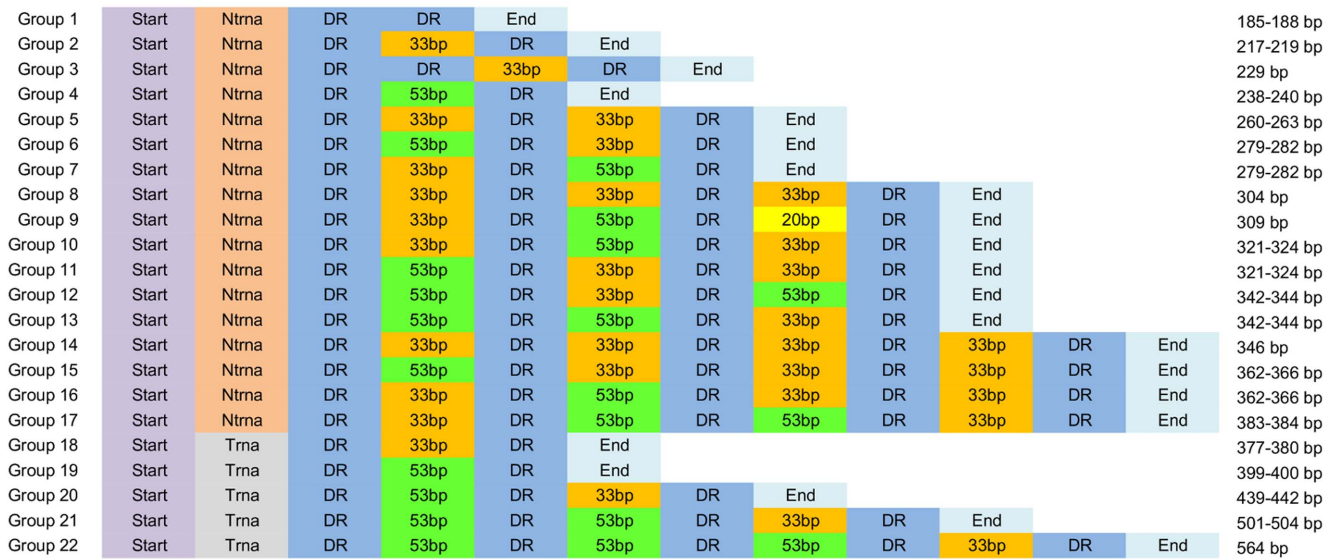 Group 1 Start Ntrna DR DR End 185-188 bp
Group 2 Start Ntrna DR 33bp DR End 217-219 bp
Group 3 Start Ntrna DR DR 33bp DR End 229 bp
Group 4 Start Ntrna DR 53bp DR End 238-240 bp
Group 5 Start Ntrna DR 33bp DR 33bp DR End 260-263 bp
Group 6 Start Ntrna DR 53bp DR 33bp DR End 279-282 bp
Group 7 Start Ntrna DR 33bp DR 53bp DR End 279-282 bp
Group 8 Start Ntrna DR 33bp DR 33bp DR 33bp DR End 304 bp
Group 9 Start Ntrna DR 33bp DR 53bp DR 20bp DR End 309 bp
Group 10 Start Ntrna DR 33bp DR 53bp DR 33bp DR End 321-324 bp
Group 11 Start Ntrna DR 53bp DR 33bp DR 33bp DR End 321-324 bp
Group 12 Start Ntrna DR 53bp DR 33bp DR 53bp DR End 342-344 bp
Group 13 Start Ntrna DR 53bp DR 53bp DR 33bp DR End 342-344 bp
Group 14 Start Ntrna DR 33bp DR 33bp DR 33bp DR 33bp DR End 346 bp
Group 15 Start Ntrna DR 53bp DR 33bp DR 33bp DR 33bp DR End 362-366 bp
Group 16 Start Ntrna DR 33bp DR 53bp DR 33bp DR 33bp DR End 362-366 bp
Group 17 Start Ntrna DR 33bp DR 53bp DR 53bp DR 33bp DR End 383-384 bp
Group 18 Start Trna DR 33bp DR End 377-380 bp
Group 19 Start Trna DR 53bp DR End 399-400 bp
Group 20 Start Trna DR 53bp DR 33bp DR End 439-442 bp
Group 21 Start Trna DR 53bp DR 53bp DR 33bp DR End 501-504 bp
Group 22 Start Trna DR 53bp DR 53bp DR 53bp DR 33bp DR End 564 bp